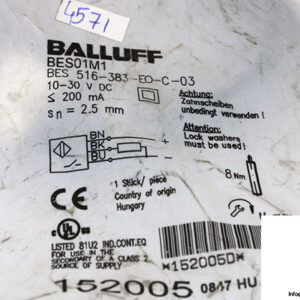 4571
BALLUFF
BES01M1
BES 516-383-EO-C-03
10-30 V DC
≤ 200 mA
sn = 2.5 mm
Achtung:
Zahnscheiben
unbedingt verwenden !
Attention:
Lock washers
must be used !
BN
BK
BU
8 Nm
1 Stück/ piece
Country of origin
Hungary
CE
UL
LISTED 81U2 IND.CONT.EQ
FOR USE IN THE
SECONDARY OF A CLASS 2
SOURCE OF SUPPLY
*152005D*
152005 0847 HU